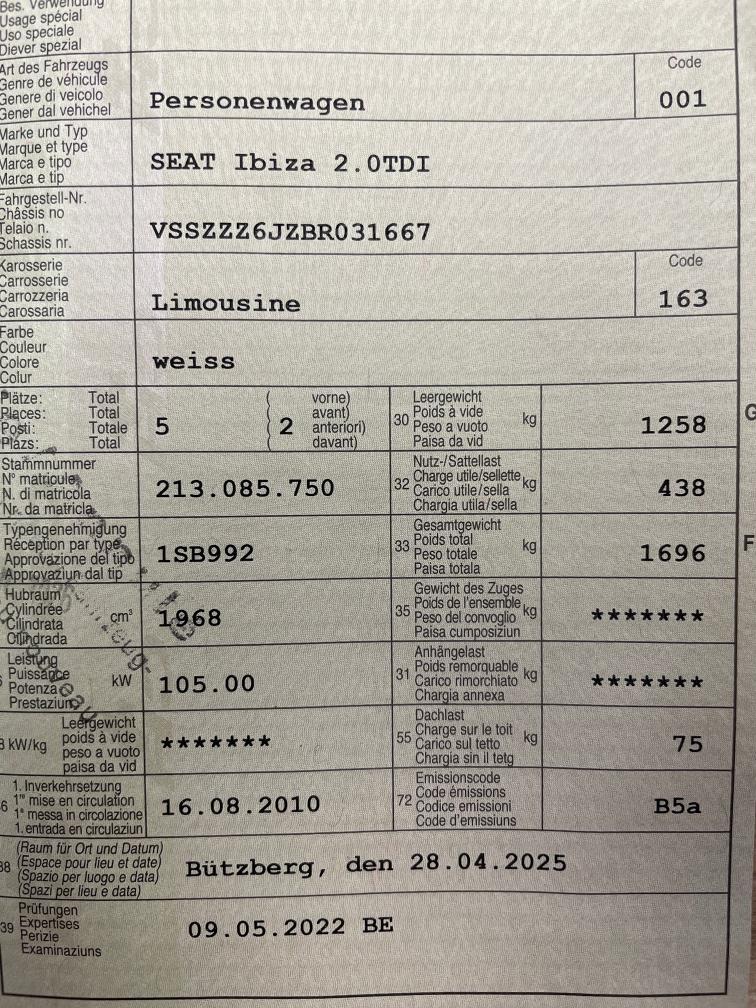 Bes. Verwendung
Usage spécial
Uso speciale
Diever spezial
Art des Fahrzeugs
Genre de véhicule
Genere di veicolo
Gener dal vehichel
Personenwagen
Code
001
Marke und Typ
Marque et type
Marca e tipo
Marca e tip
SEAT Ibiza 2.0TDI
Fahrgestell-Nr.
Châssis no
Telaio n.
Schassis nr.
VSSZZZ6JZBR031667
Karosserie
Carrosserie
Carrozzeria
Carossaria
Limousine
Code
163
Farbe
Couleur
Colore
Colur
weiss
Plätze: Total
Places: Total
Posti: Totale
Plazs: Total
5
( 2 vorne)
( avant)
( anteriori)
( davant)
30 Leergewicht
Poids à vide
Peso a vuoto
Paisa da vid
kg
1258
Stammnummer
N° matricule
N. di matricola
Nr. da matricla
213.085.750
32 Nutz-/Sattellast
Charge utile/sellette
Carico utile/sella
Chargia utila/sella
kg
438
Typengenehmigung
Réception par type
Approvazione del tipo
Approvaziun dal tip
1SB992
33 Gesamtgewicht
Poids total
Peso totale
Paisa totala
kg
1696
F
Hubraum
Cylindrée
Cilindrata
Cilindrada
cm³
1968
35 Gewicht des Zuges
Poids de l'ensemble
Peso del convoglio
Paisa cumposiziun
kg
*******
Leistung
Puissance
Potenza
Prestaziun
kW
105.00
31 Anhängelast
Poids remorquable
Carico rimorchiato
Chargia annexa
kg
*******
kW/kg
Leergewicht
poids à vide
peso a vuoto
paisa da vid
*******
55 Dachlast
Charge sur le toit
Carico sul tetto
Chargia sin il tetg
kg
75
1. Inverkehrsetzung
1re mise en circulation
1a messa in circolazione
1. entrada en circulaziun
16.08.2010
72 Emissionscode
Code émissions
Codice emissioni
Code d'emissiuns
B5a
38 (Raum für Ort und Datum)
(Espace pour lieu et date)
(Spazio per luogo e data)
(Spazi per lieu e data)
Bützberg, den 28.04.2025
39 Prüfungen
Expertises
Perizie
Examinaziuns
09.05.2022 BE